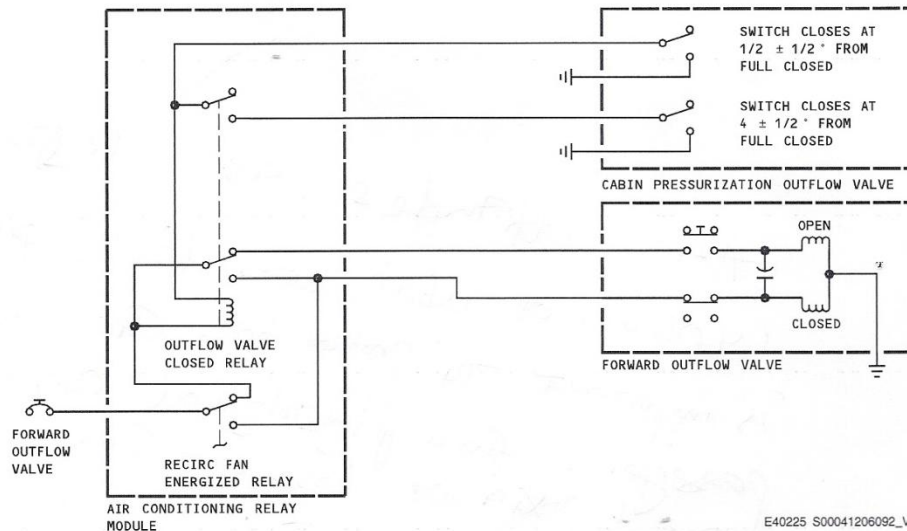 SWITCH CLOSES AT
1/2 ± 1/2° FROM
FULL CLOSED
SWITCH CLOSES AT
4 ± 1/2° FROM
FULL CLOSED
CABIN PRESSURIZATION OUTFLOW VALVE
OPEN
CLOSED
FORWARD OUTFLOW VALVE
OUTFLOW VALVE
CLOSED RELAY
FORWARD
OUTFLOW
VALVE
RECIRC FAN
ENERGIZED RELAY
AIR CONDITIONING RELAY
MODULE
E40225 S00041206092_V